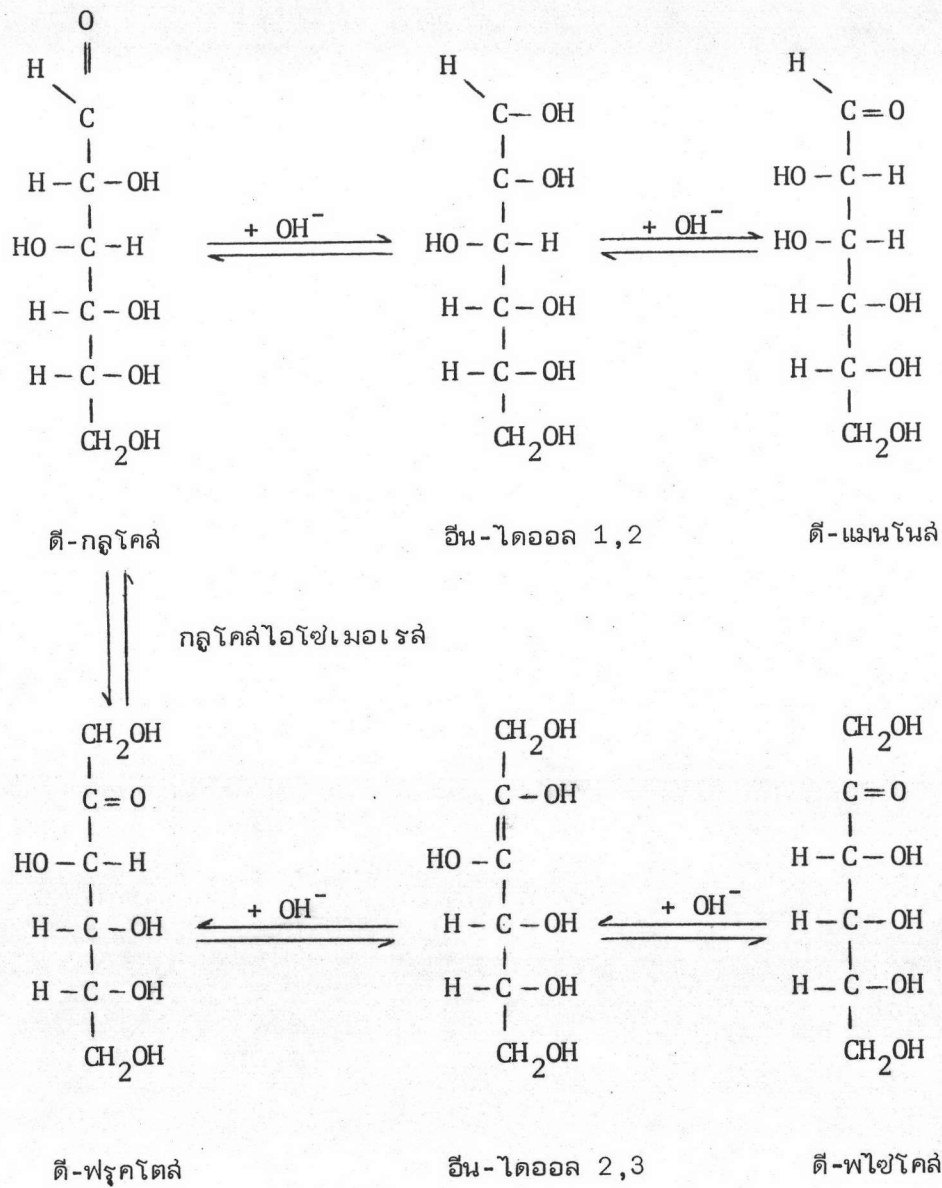 O
H H H
C C – OH C = O
H – C – OH C – OH HO – C – H
HO – C – H + OH⁻ HO – C – H + OH⁻ HO – C – H
H – C – OH H – C – OH H – C – OH
H – C – OH H – C – OH H – C – OH
CH₂OH CH₂OH CH₂OH
ดี-กลูโคส์ อีน-ไดออล 1,2 ดี-แมนโนส์
กลูโคส์ไอโซเมอเรส์
CH₂OH CH₂OH CH₂OH
C = O C – OH C = O
HO – C – H HO – C H – C – OH
H – C – OH + OH⁻ H – C – OH + OH⁻ H – C – OH
H – C – OH H – C – OH H – C – OH
CH₂OH CH₂OH CH₂OH
ดี-ฟรุคโตส์ อีน-ไดออล 2,3 ดี-พไซโคส์